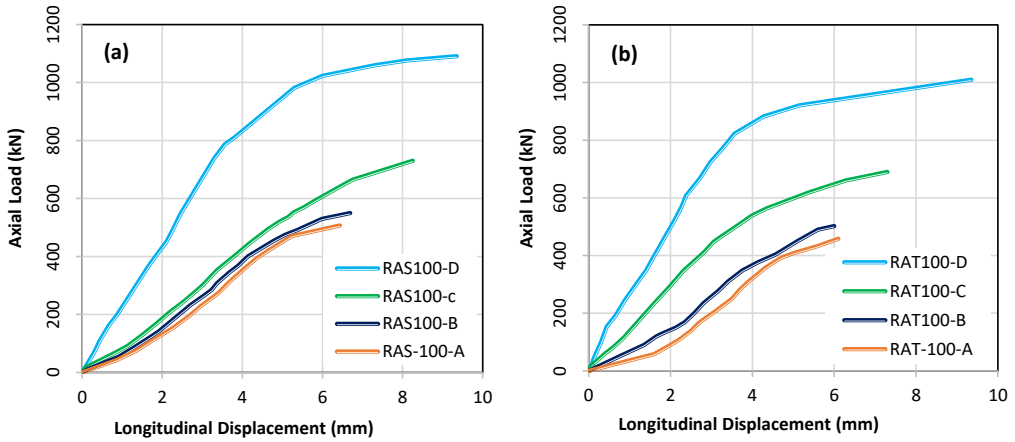 (a)
Axial Load (kN)
1200
1000
800
600
400
200
0
0 2 4 6 8 10
Longitudinal Displacement (mm)
RAS100-D
RAS100-c
RAS100-B
RAS-100-A
(b)
Axial Load (kN)
1200
1000
800
600
400
200
0
0 2 4 6 8 10
Longitudinal Displacement (mm)
RAT100-D
RAT100-C
RAT100-B
RAT-100-A